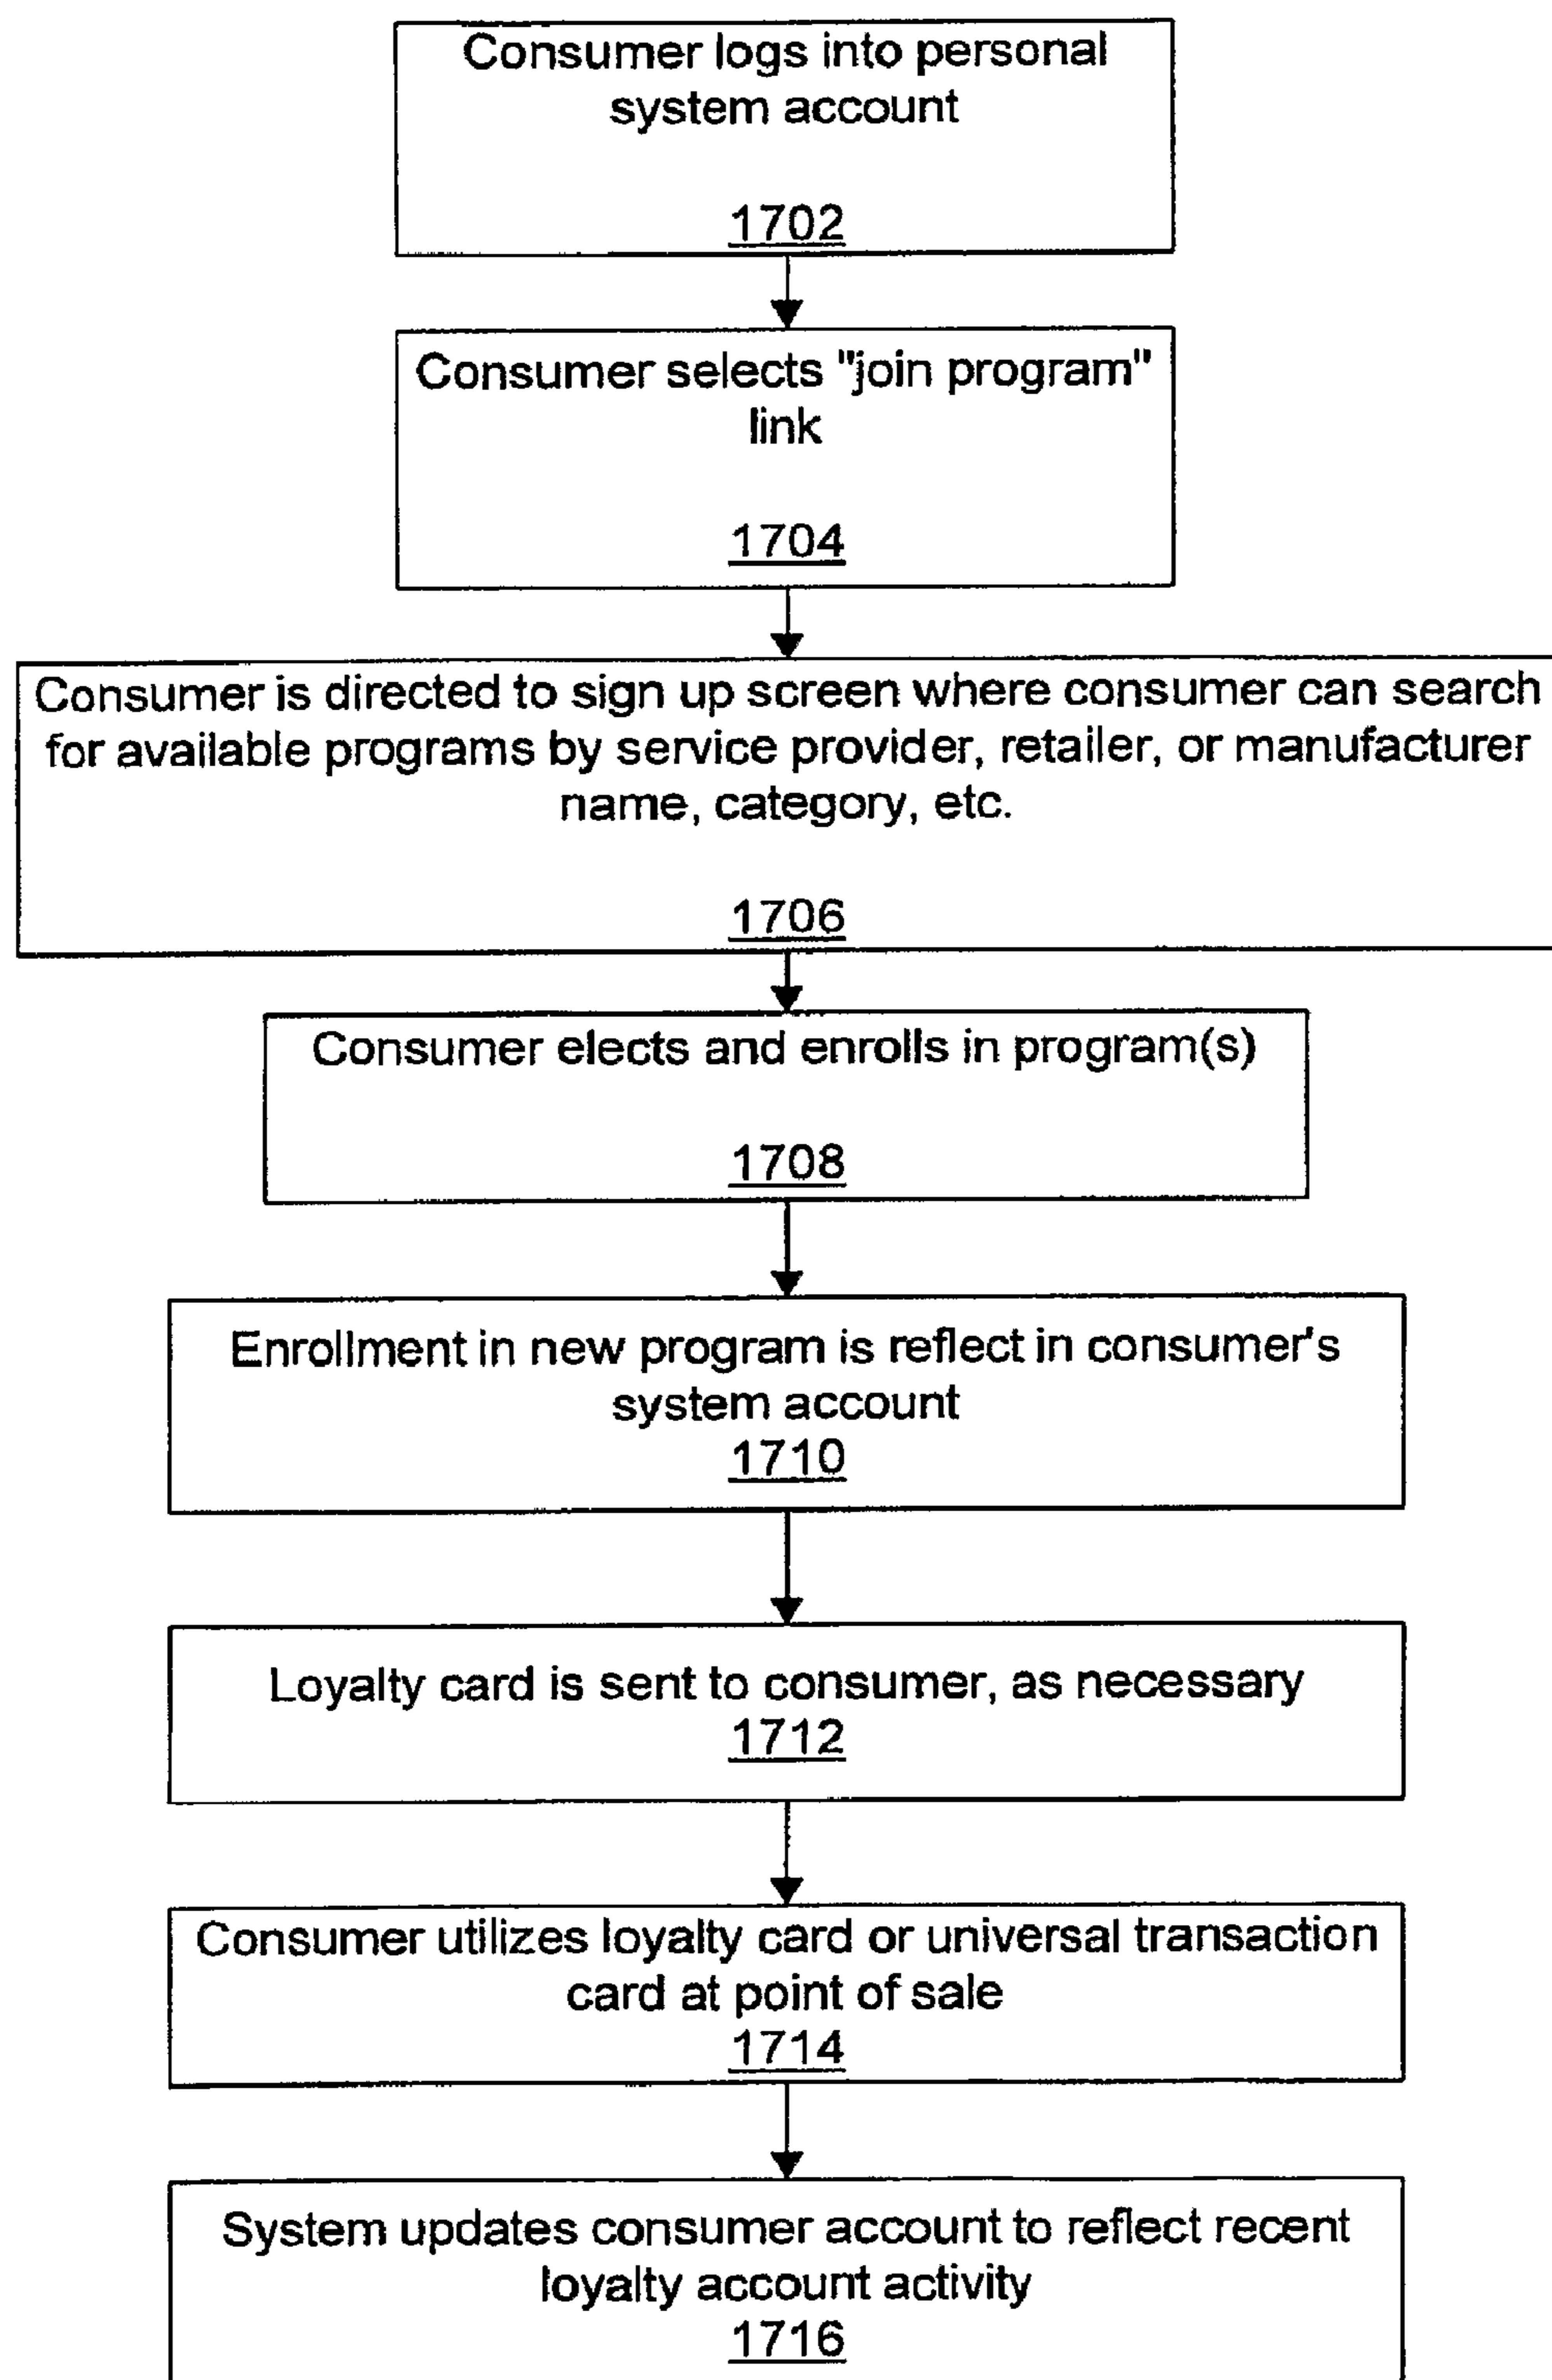 Consumer logs into personal
system account
1702
Consumer selects "join program"
link
1704
Consumer is directed to sign up screen where consumer can search
for available programs by service provider, retailer, or manufacturer
name, category, etc.
1706
Consumer elects and enrolls in program(s)
1708
Enrollment in new program is reflect in consumer's
system account
1710
Loyalty card is sent to consumer, as necessary
1712
Consumer utilizes loyalty card or universal transaction
card at point of sale
1714
System updates consumer account to reflect recent
loyalty account activity
1716